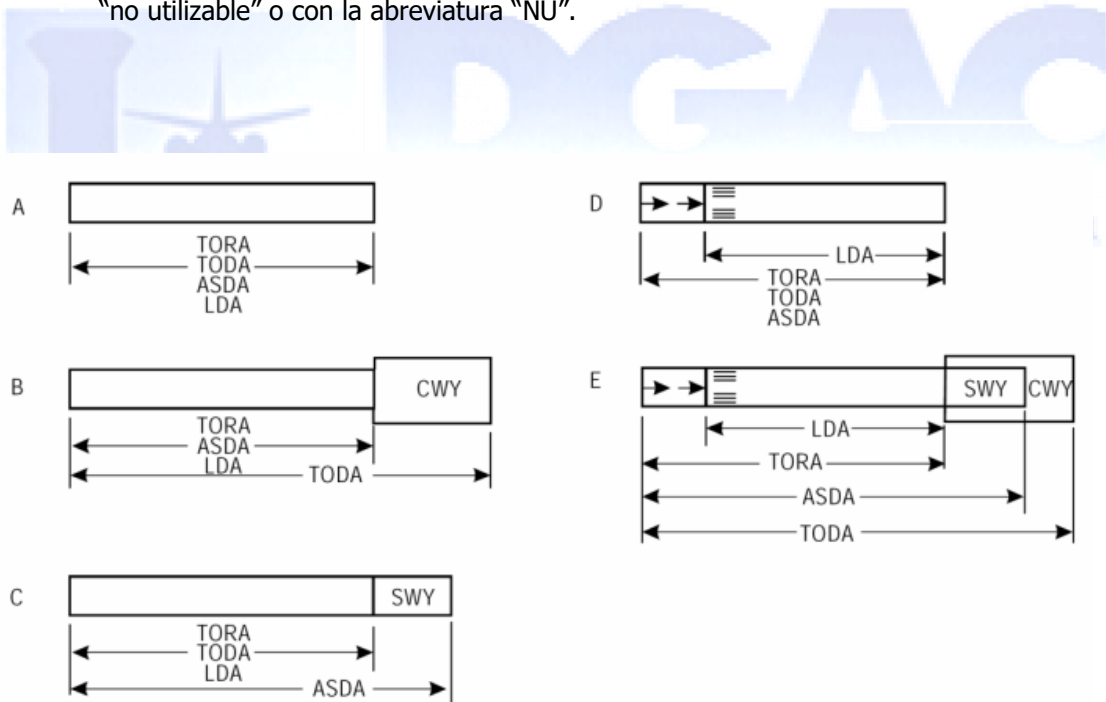 “no utilizable” o con la abreviatura “NU”.
DGAC
A
TORA
TODA
ASDA
LDA
B
CWY
TORA
ASDA
LDA
TODA
C
SWY
TORA
TODA
LDA
ASDA
D
LDA
TORA
TODA
ASDA
E
SWY CWY
LDA
TORA
ASDA
TODA